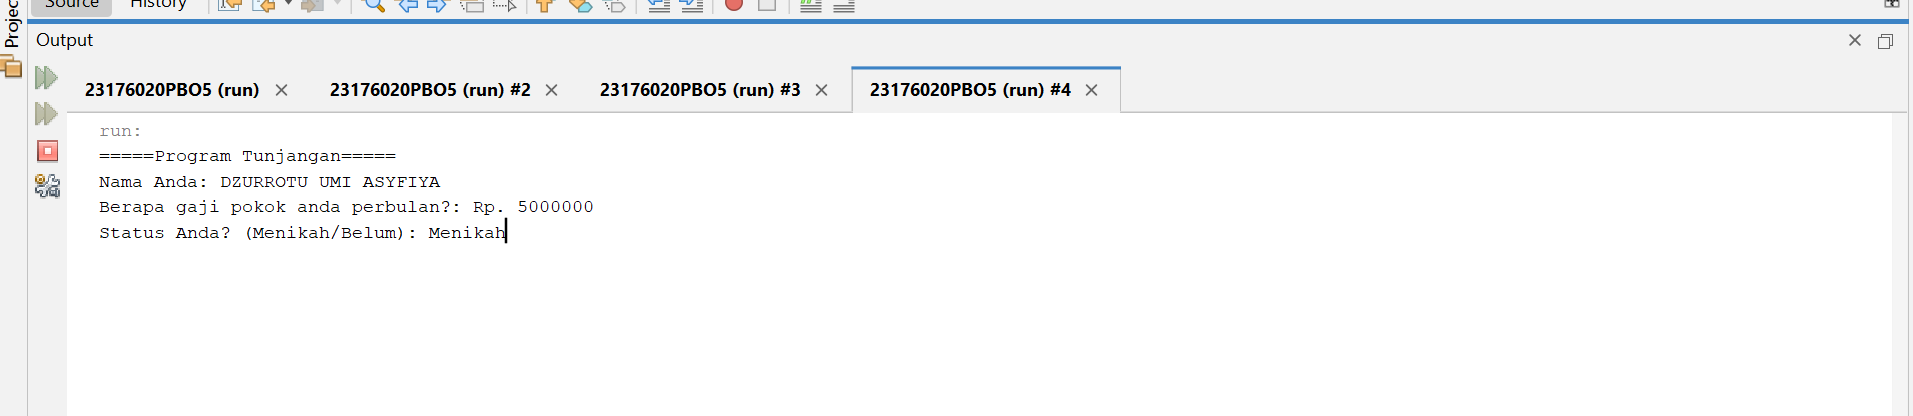 Source History
Projec
Output
23176020PBO5 (run) 23176020PBO5 (run) #2 23176020PBO5 (run) #3 23176020PBO5 (run) #4
run:
=====Program Tunjangan=====
Nama Anda: DZURROTU UMI ASYFIYA
Berapa gaji pokok anda perbulan?: Rp. 5000000
Status Anda? (Menikah/Belum): Menikah